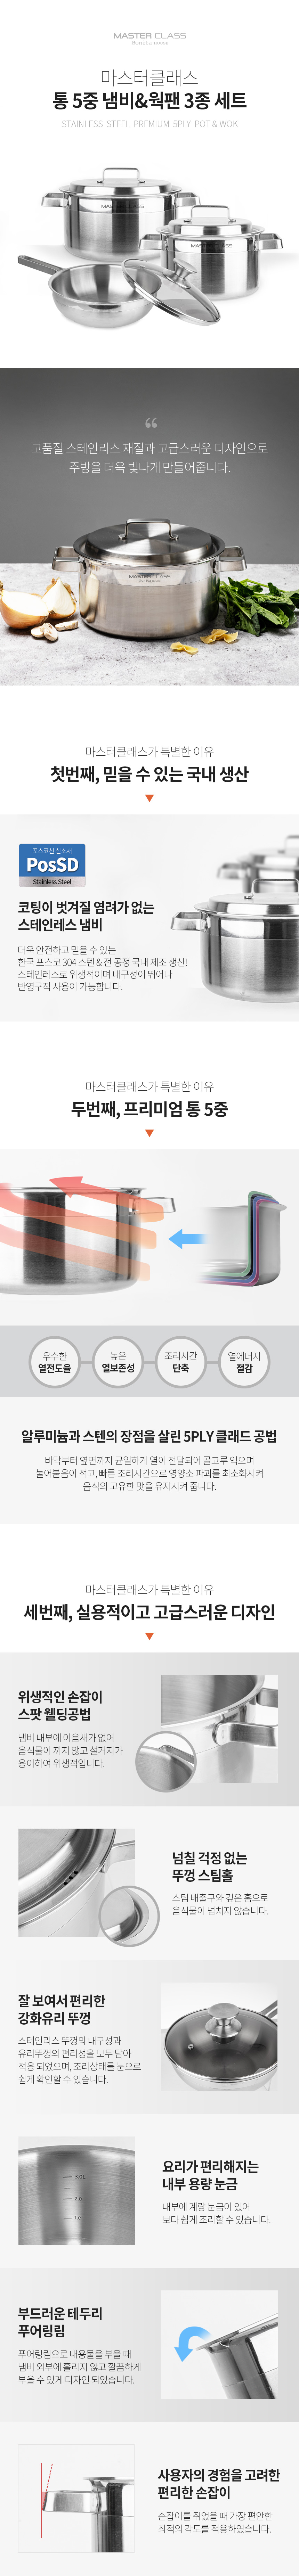 MASTER CLASS
마스터클래스
통 5중 냄비&웍팬 3종 세트
STAINLESS STEEL PREMIUM 5PLY POT & WOK
MASTER CLASS
MASTER CLASS
고품질 스테인리스 재질과 고급스러운 디자인으로
주방을 더욱 빛나게 만들어줍니다.
MASTER CLASS
마스터클래스가 특별한 이유
첫번째, 믿을 수 있는 국내 생산
포스코산 신소재
PosSD
Stainless Steel
코팅이 벗겨질 염려가 없는
스테인레스 냄비
더욱 안전하고 믿을 수 있는
한국 포스코 304 스텐 & 전 공정 국내 제조 생산!
스테인레스로 위생적이며 내구성이 뛰어나
반영구적 사용이 가능합니다.
마스터클래스가 특별한 이유
두번째, 프리미엄 통 5중
우수한
열전도율
높은
열보존성
조리시간
단축
열에너지
절감
알루미늄과 스텐의 장점을 살린 5PLY 클래드 공법
바닥부터 옆면까지 균일하게 열이 전달되어 골고루 익으며
눌어붙음이 적고, 빠른 조리시간으로 영양소 파괴를 최소화시켜
음식의 고유한 맛을 유지시켜 줍니다.
마스터클래스가 특별한 이유
세번째, 실용적이고 고급스러운 디자인
위생적인 손잡이
스팟 웰딩공법
냄비 내부에 이음새가 없어
음식물이 끼지 않고 설거지가
용이하여 위생적입니다.
넘칠 걱정 없는
뚜껑 스팀홀
스팀 배출구와 깊은 홈으로
음식물이 넘치지 않습니다.
잘 보여서 편리한
강화유리 뚜껑
스테인리스 뚜껑의 내구성과
유리뚜껑의 편리성을 모두 담아
적용 되었으며, 조리상태를 눈으로
쉽게 확인할 수 있습니다.
3.0L
2.0
1.0
요리가 편리해지는
내부 용량 눈금
내부에 계량 눈금이 있어
보다 쉽게 조리할 수 있습니다.
부드러운 테두리
푸어링림
푸어링림으로 내용물을 부을 때
냄비 외부에 흘리지 않고 깔끔하게
부을 수 있게 디자인 되었습니다.
사용자의 경험을 고려한
편리한 손잡이
손잡이를 쥐었을 때 가장 편안한
최적의 각도를 적용하였습니다.